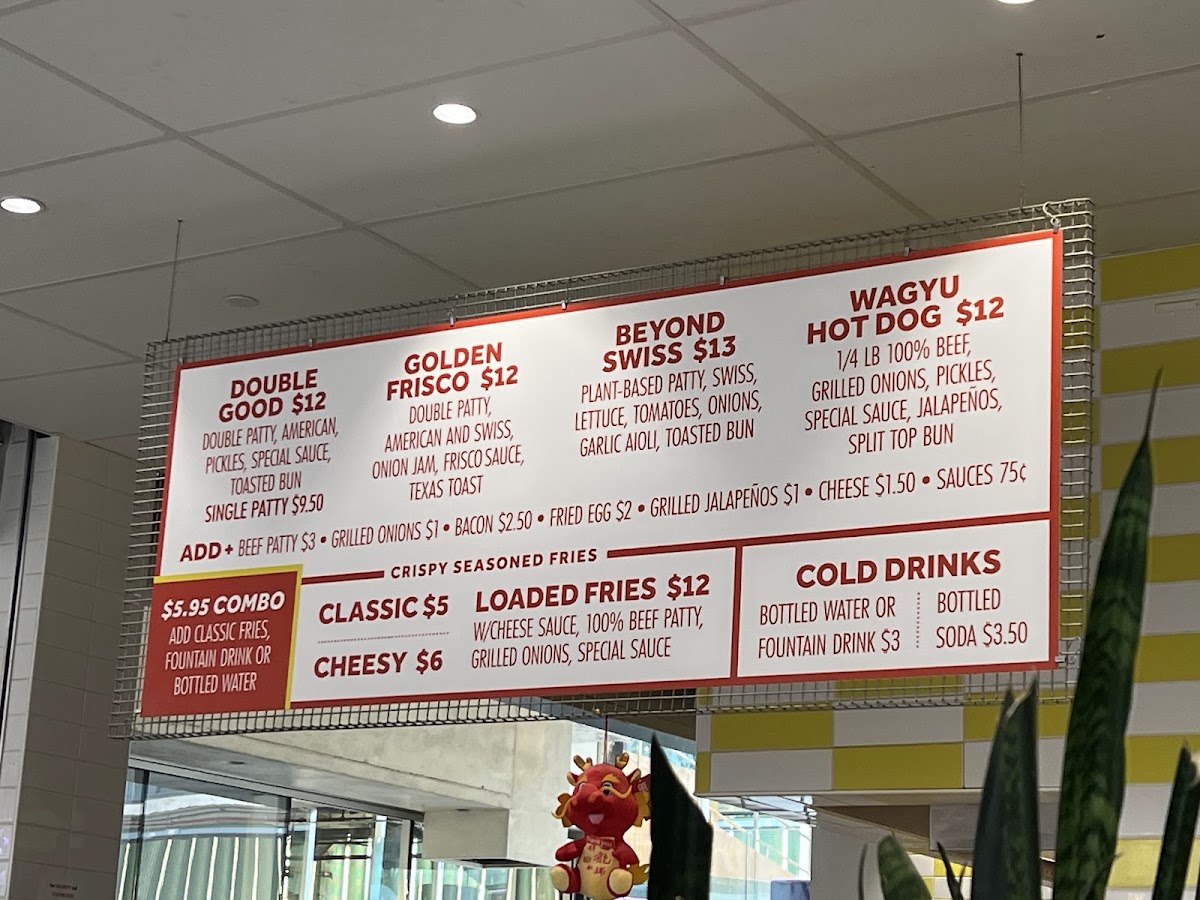 DOUBLE
GOOD $12
DOUBLE PATTY, AMERICAN,
PICKLES, SPECIAL SAUCE,
TOASTED BUN
SINGLE PATTY $9.50
GOLDEN
FRISCO $12
DOUBLE PATTY,
AMERICAN AND SWISS,
ONION JAM, FRISCO SAUCE,
TEXAS TOAST
BEYOND
SWISS $13
PLANT-BASED PATTY, SWISS,
LETTUCE, TOMATOES, ONIONS,
GARLIC AIOLI, TOASTED BUN
WAGYU
HOT DOG $12
1/4 LB 100% BEEF,
GRILLED ONIONS, PICKLES,
SPECIAL SAUCE, JALAPEÑOS,
SPLIT TOP BUN
ADD+ BEEF PATTY $3 • GRILLED ONIONS $1 • BACON $2.50 • FRIED EGG $2 • GRILLED JALAPEÑOS $1 • CHEESE $1.50 • SAUCES 75¢
$5.95 COMBO
ADD CLASSIC FRIES,
FOUNTAIN DRINK OR
BOTTLED WATER
CRISPY SEASONED FRIES
CLASSIC $5
CHEESY $6
LOADED FRIES $12
W/CHEESE SAUCE, 100% BEEF PATTY,
GRILLED ONIONS, SPECIAL SAUCE
COLD DRINKS
BOTTLED WATER OR
FOUNTAIN DRINK $3
BOTTLED
SODA $3.50